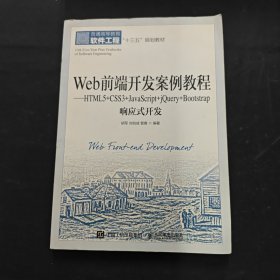 普通高等教育
软件工程
“十三五”规划教材
Web前端开发案例教程
——HTML5+CSS3+JavaScript+jQuery+Bootstrap
响应式开发
编著
Web Front-end Development